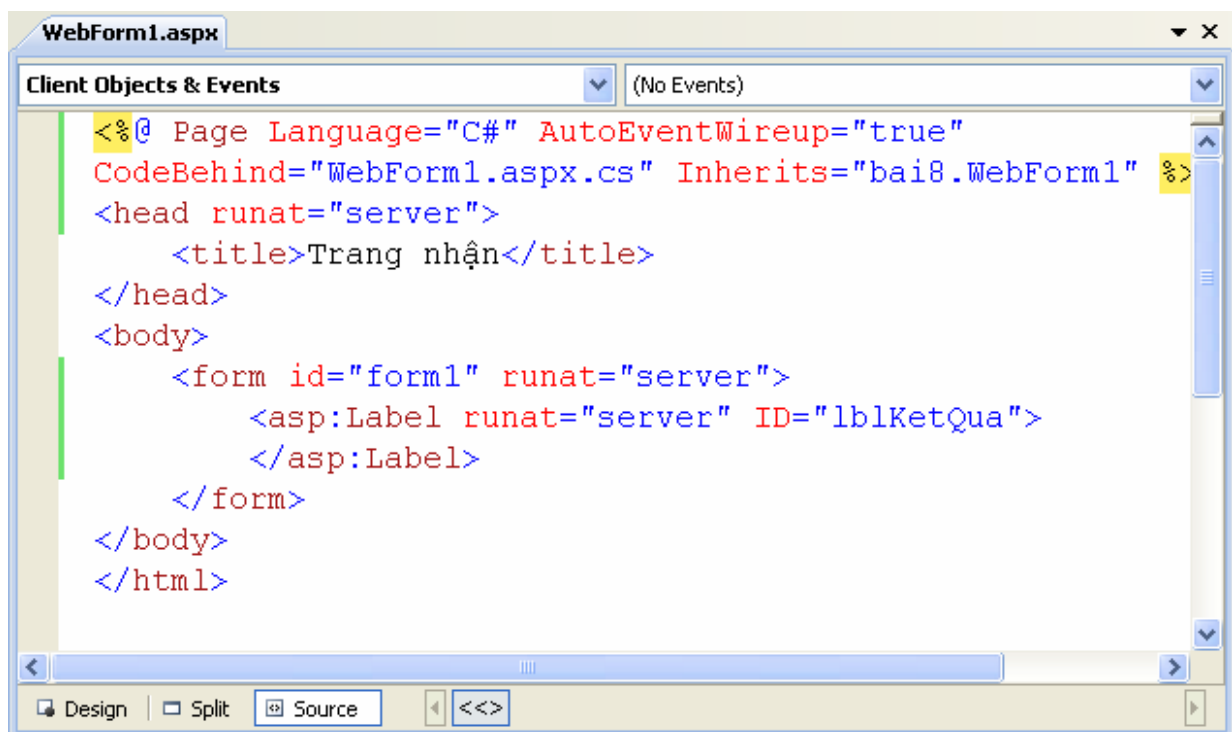 WebForm1.aspx
Client Objects & Events (No Events)
<%@ Page Language="C#" AutoEventWireup="true"
CodeBehind="WebForm1.aspx.cs" Inherits="bai8.WebForm1" %>
<head runat="server">
<title>Trang nhận</title>
</head>
<body>
<form id="form1" runat="server">
<asp:Label runat="server" ID="lblKetQua">
</asp:Label>
</form>
</body>
</html>
Design Split Source <<>